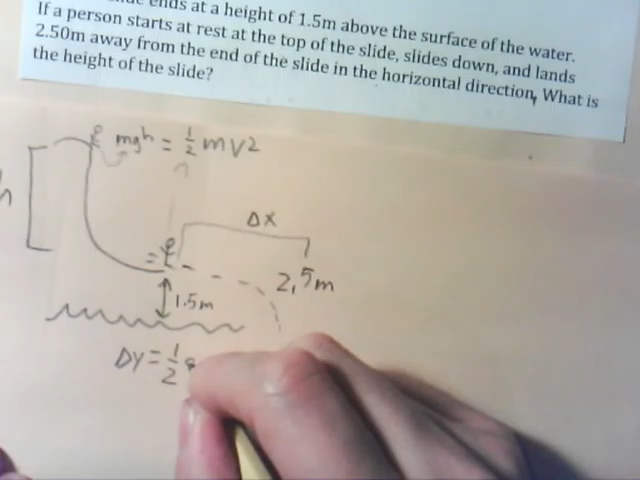 ends at a height of 1.5m above the surface of the water.
If a person starts at rest at the top of the slide, slides down, and lands
2.50m away from the end of the slide in the horizontal direction, What is
the height of the slide?
mgh = 1/2 mv2
h
Δx
2,5m
1.5m
Δy = 1/2